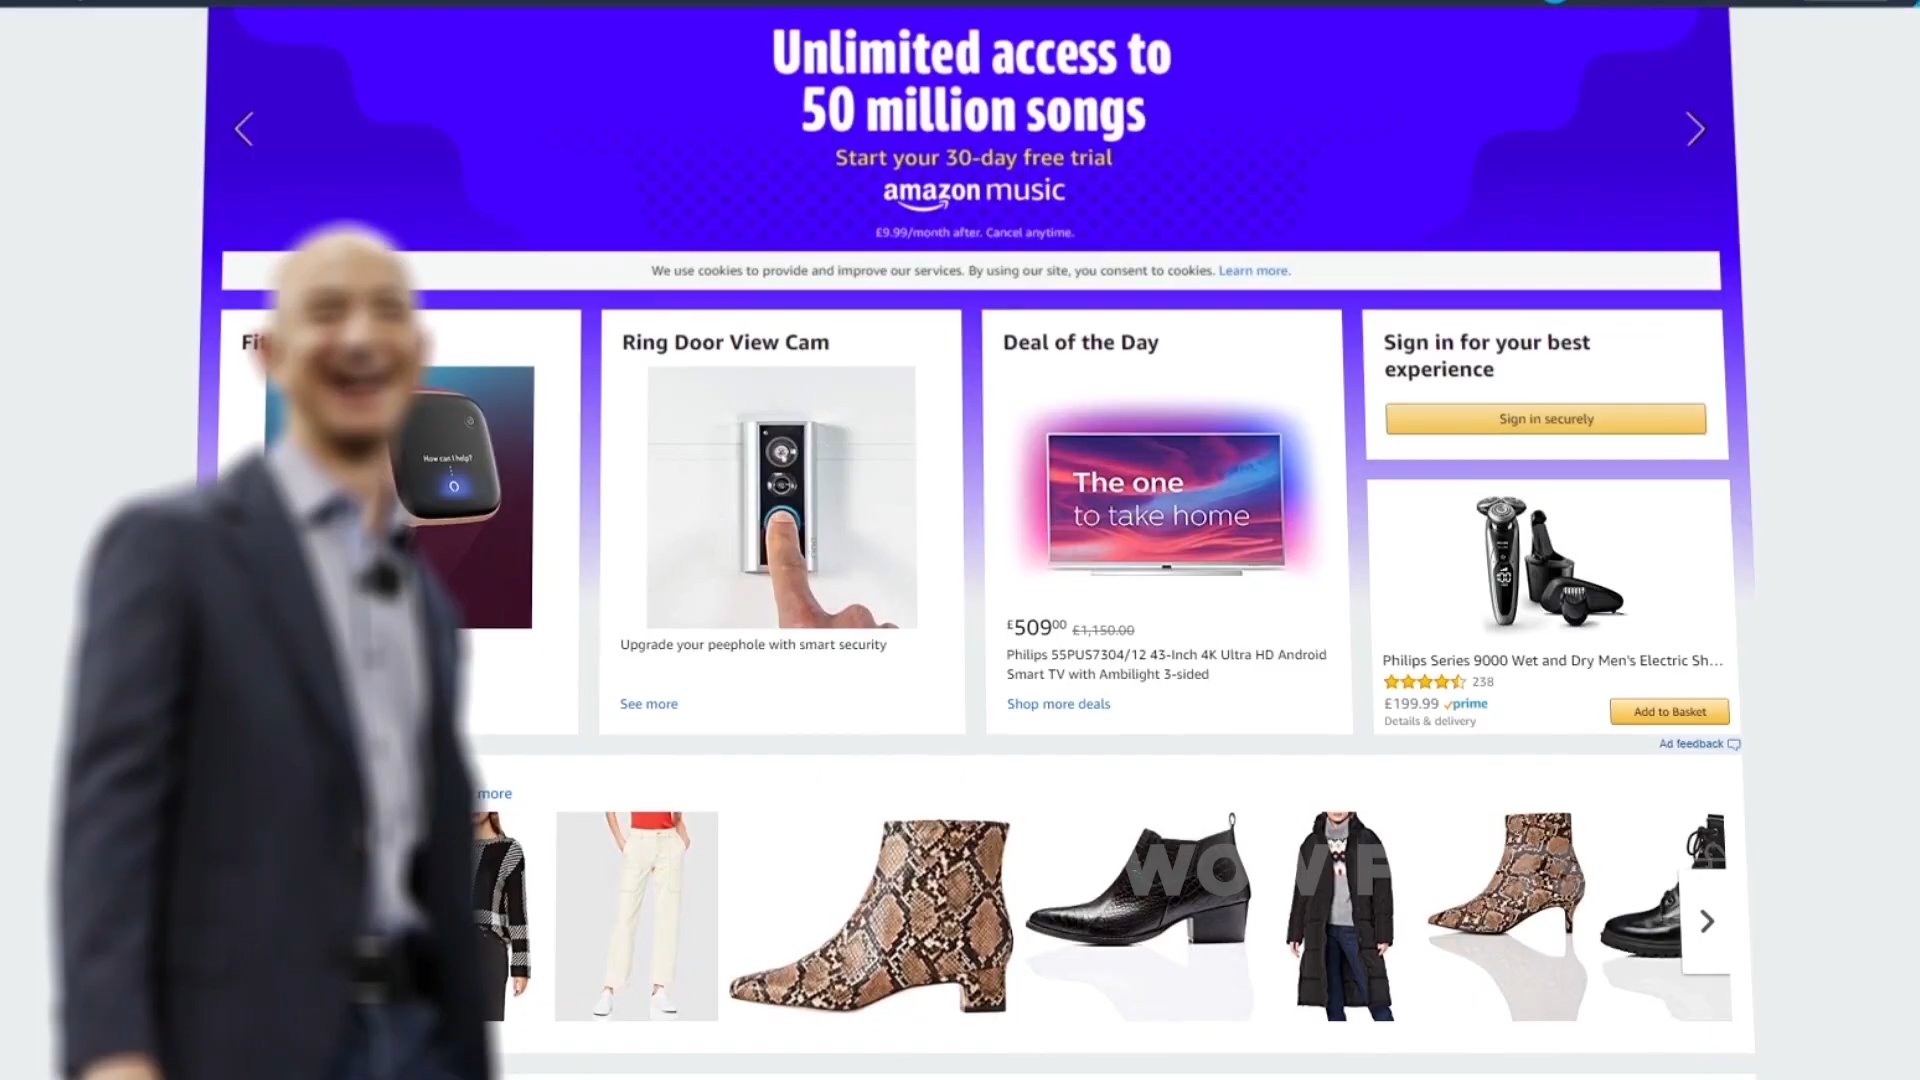 Unlimited access to
50 million songs
Start your 30-day free trial
amazon music
£9.99/month after. Cancel anytime.
We use cookies to provide and improve our services. By using our site, you consent to cookies. Learn more.
Ring Door View Cam
Upgrade your peephole with smart security
See more
Deal of the Day
The one
to take home
£509.00 £1,150.00
Philips 55PUS7304/12 43-Inch 4K Ultra HD Android
Smart TV with Ambilight 3-sided
Shop more deals
Sign in for your best
experience
Sign in securely
Philips Series 9000 Wet and Dry Men's Electric Sh...
238
£199.99 prime
Details & delivery
Add to Basket
Ad feedback
How can I help?
more
WOW F